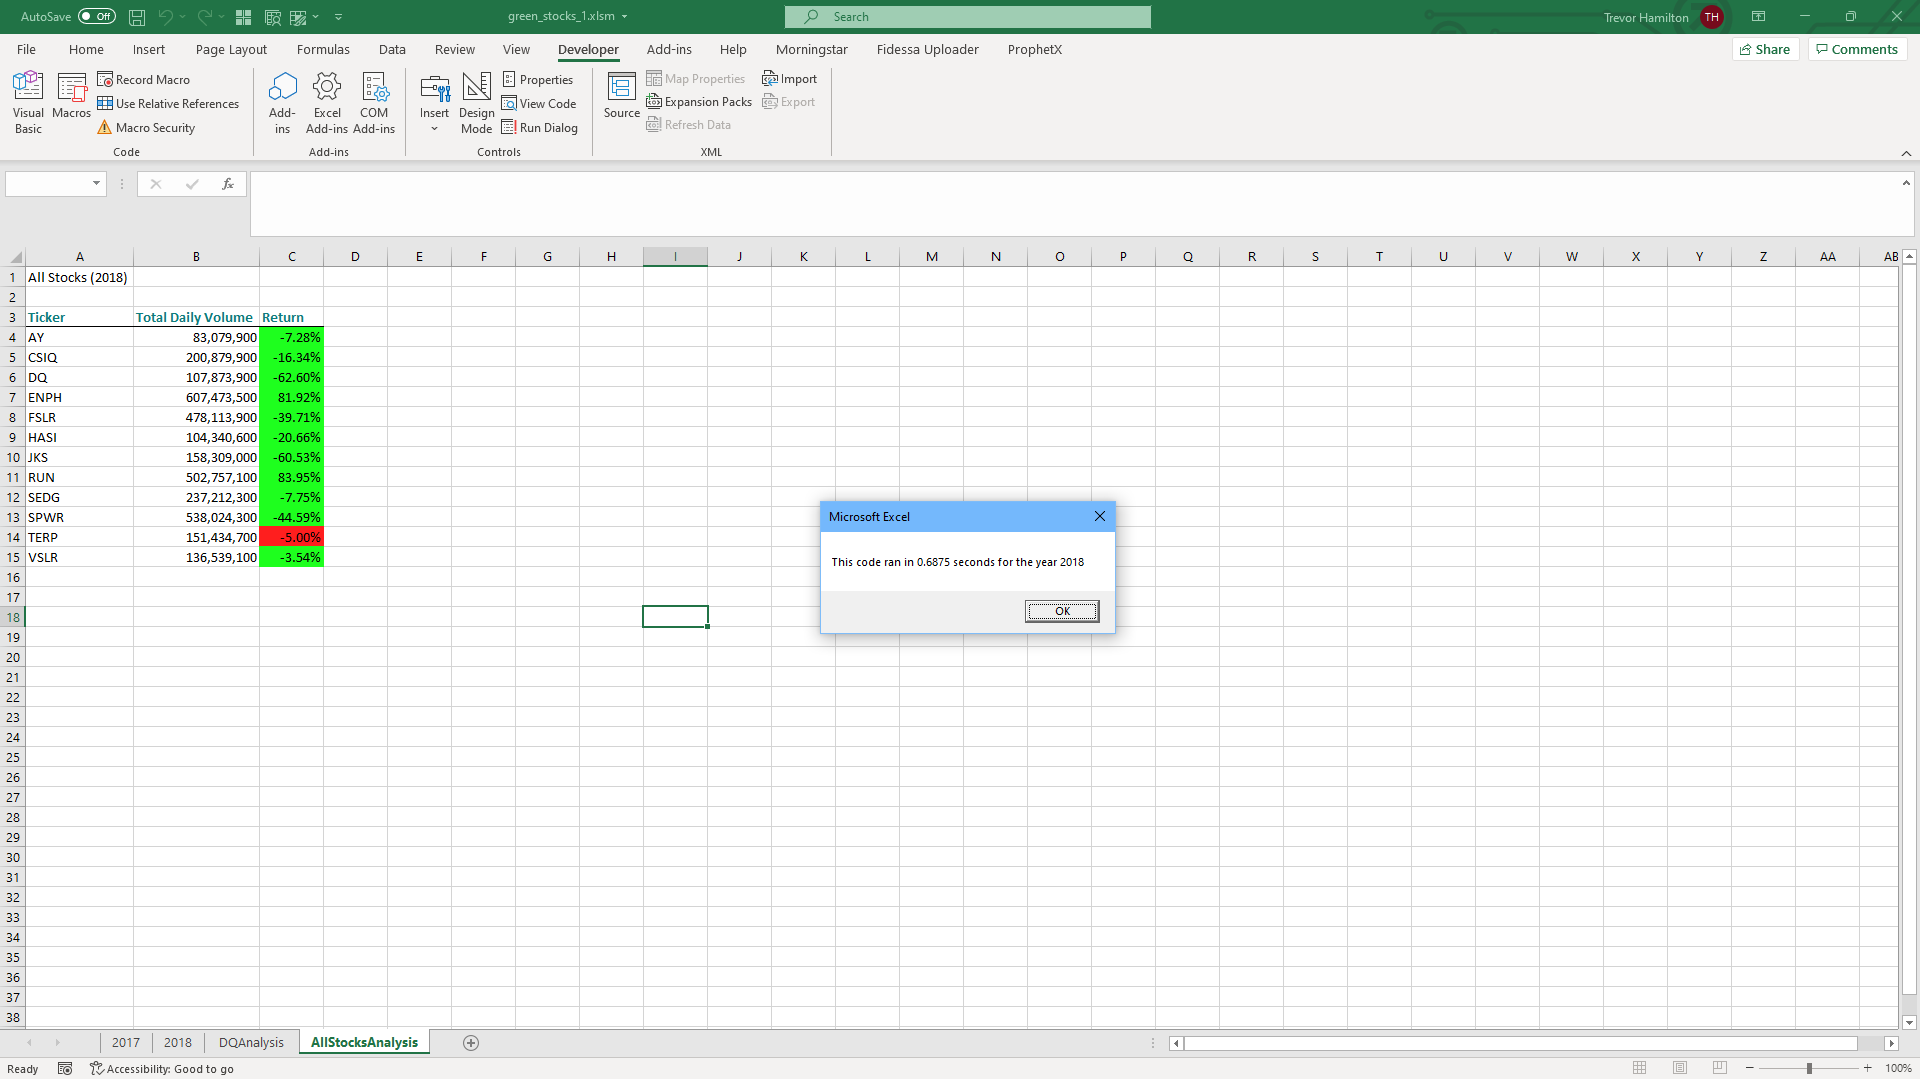 AutoSave Off green_stocks_1.xlsm Search Trevor Hamilton TH
File Home Insert Page Layout Formulas Data Review View Developer Add-ins Help Morningstar Fidessa Uploader ProphetX Share Comments
Visual Basic
Macros
Record Macro
Use Relative References
Macro Security
Code
Add-ins
Excel Add-ins
COM Add-ins
Add-ins
Insert
Design Mode
Properties
View Code
Run Dialog
Controls
Source
Map Properties
Expansion Packs
Refresh Data
Import
Export
XML
fx
A B C D E F G H I J K L M N O P Q R S T U V W X Y Z AA AB
1 All Stocks (2018)
2
3 Ticker Total Daily Volume Return
4 AY 83,079,900 -7.28%
5 CSIQ 200,879,900 -16.34%
6 DQ 107,873,900 -62.60%
7 ENPH 607,473,500 81.92%
8 FSLR 478,113,900 -39.71%
9 HASI 104,340,600 -20.66%
10 JKS 158,309,000 -60.53%
11 RUN 502,757,100 83.95%
12 SEDG 237,212,300 -7.75%
13 SPWR 538,024,300 -44.59%
14 TERP 151,434,700 -5.00%
15 VSLR 136,539,100 -3.54%
16
17
18
19
20
21
22
23
24
25
26
27
28
29
30
31
32
33
34
35
36
37
38
Microsoft Excel
This code ran in 0.6875 seconds for the year 2018
OK
2017 2018 DQAnalysis AllStocksAnalysis
Ready Accessibility: Good to go 100%